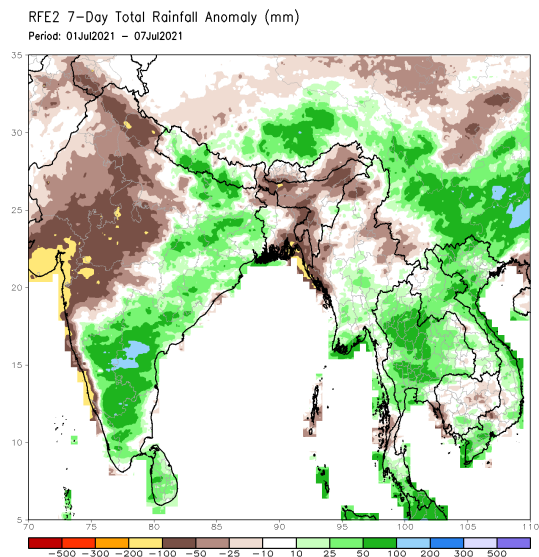 RFE2 7-Day Total Rainfall Anomaly (mm)
Period: 01Jul2021 - 07Jul2021
35
30
25
20
15
10
5
70 75 80 85 90 95 100 105 110
-500 -300 -200 -100 -50 -25 -10 10 25 50 100 200 300 500